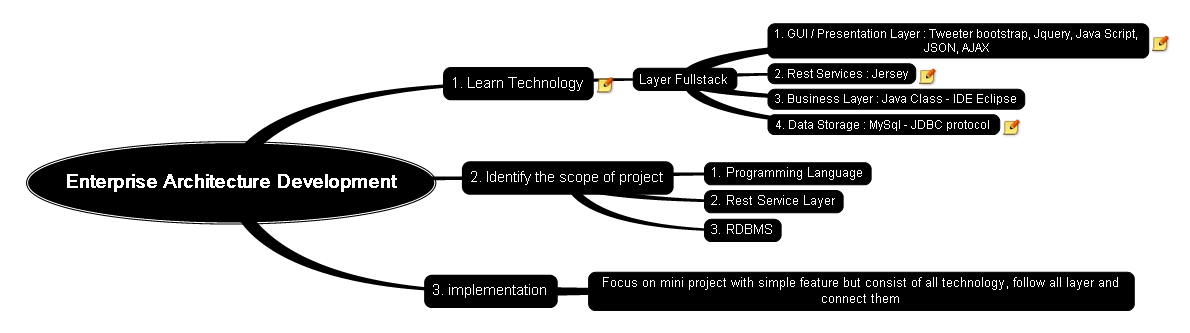 Enterprise Architecture Development
1. Learn Technology
Layer Fullstack
1. GUI / Presentation Layer : Tweeter bootstrap, Jquery, Java Script,
JSON, AJAX
2. Rest Services : Jersey
3. Business Layer : Java Class - IDE Eclipse
4. Data Storage : MySql - JDBC protocol
2. Identify the scope of project
1. Programming Language
2. Rest Service Layer
3. RDBMS
3. implementation
Focus on mini project with simple feature but consist of all technology, follow all layer and
connect them